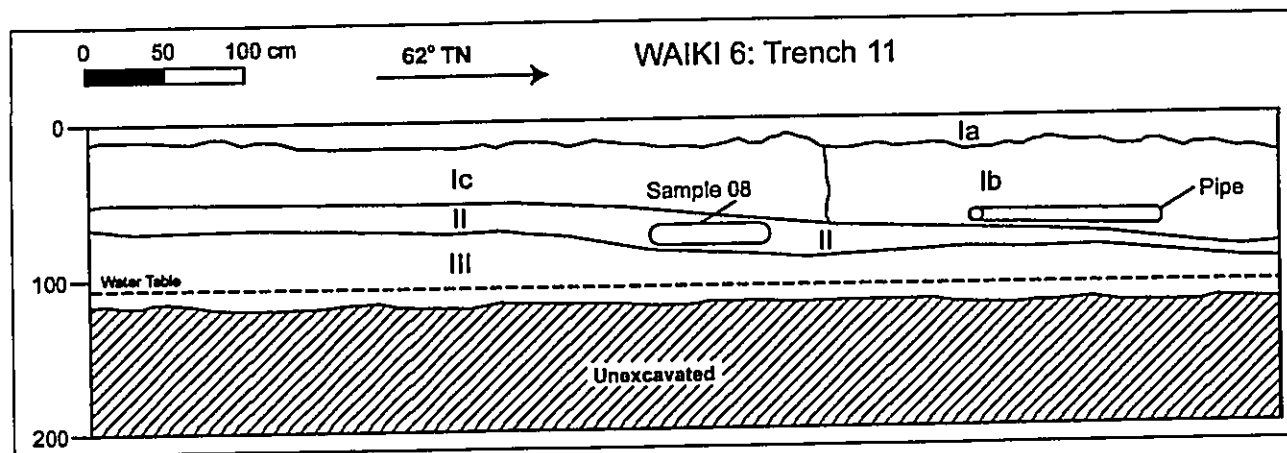 0 50 100 cm
62° TN
WAIKI 6: Trench 11
0
Ia
Ic
Sample 08
Ib
Pipe
II
II
III
Water Table
100
Unexcavated
200